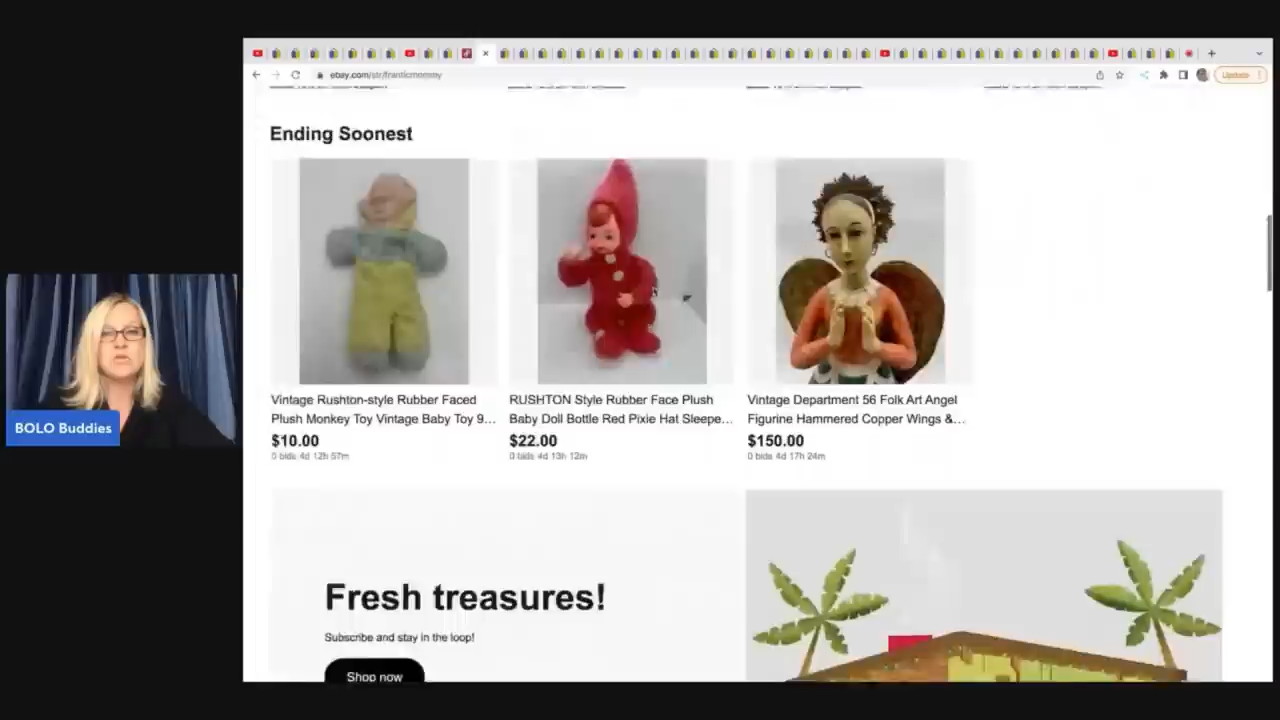 ebay.com/str/franticmommy
Update
Ending Soonest
Vintage Rushton-style Rubber Faced
Plush Monkey Toy Vintage Baby Toy 9...
$10.00
0 bids 4d 12h 57m
RUSHTON Style Rubber Face Plush
Baby Doll Bottle Red Pixie Hat Sleepe...
$22.00
0 bids 4d 13h 12m
Vintage Department 56 Folk Art Angel
Figurine Hammered Copper Wings &...
$150.00
0 bids 4d 17h 24m
BOLO Buddies
Fresh treasures!
Subscribe and stay in the loop!
Shop now